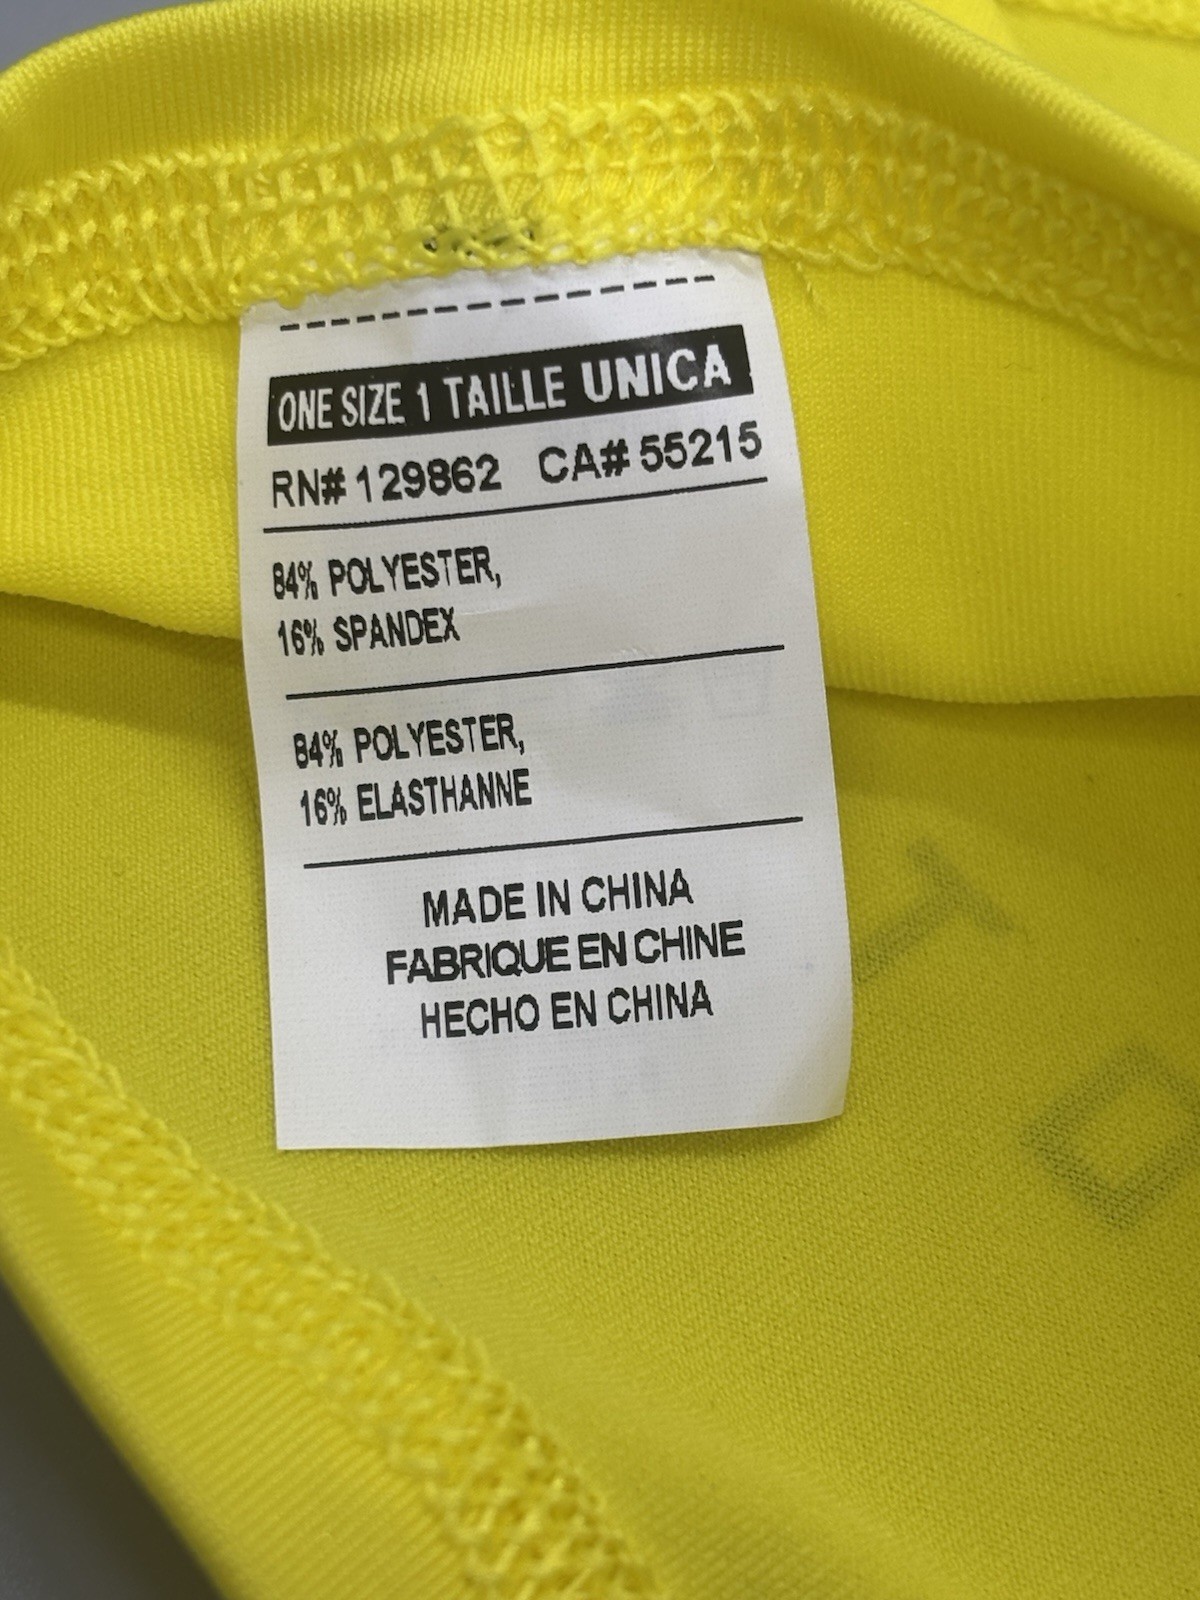 ONE SIZE 1 TAILLE UNICA
RN# 129862 CA# 55215
84% POLYESTER,
16% SPANDEX
84% POLYESTER,
16% ELASTHANNE
MADE IN CHINA
FABRIQUE EN CHINE
HECHO EN CHINA